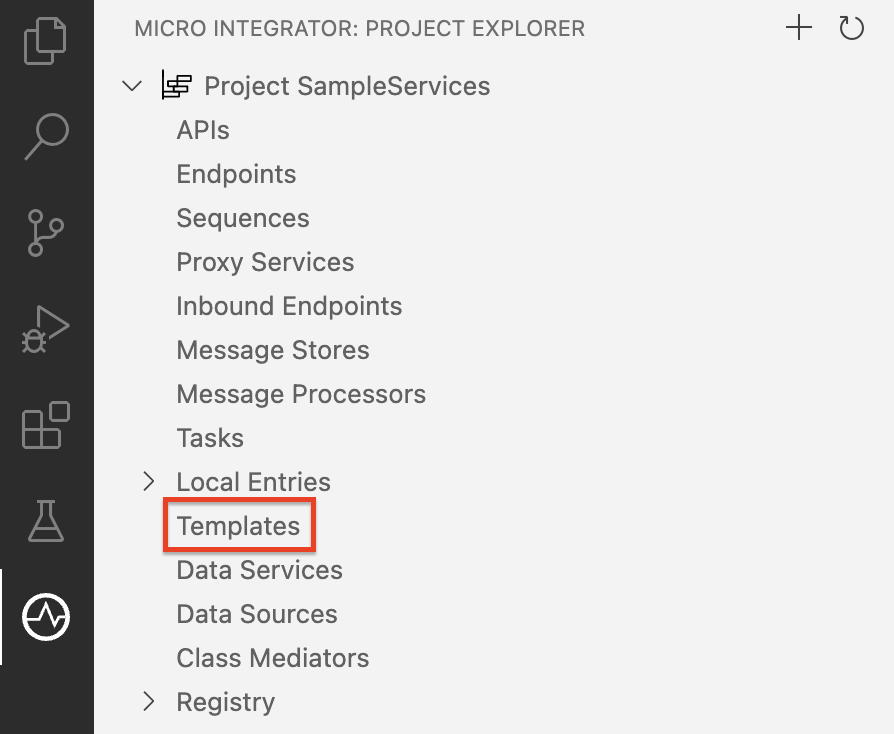 MICRO INTEGRATOR: PROJECT EXPLORER
Project SampleServices
APIs
Endpoints
Sequences
Proxy Services
Inbound Endpoints
Message Stores
Message Processors
Tasks
Local Entries
Templates
Data Services
Data Sources
Class Mediators
Registry